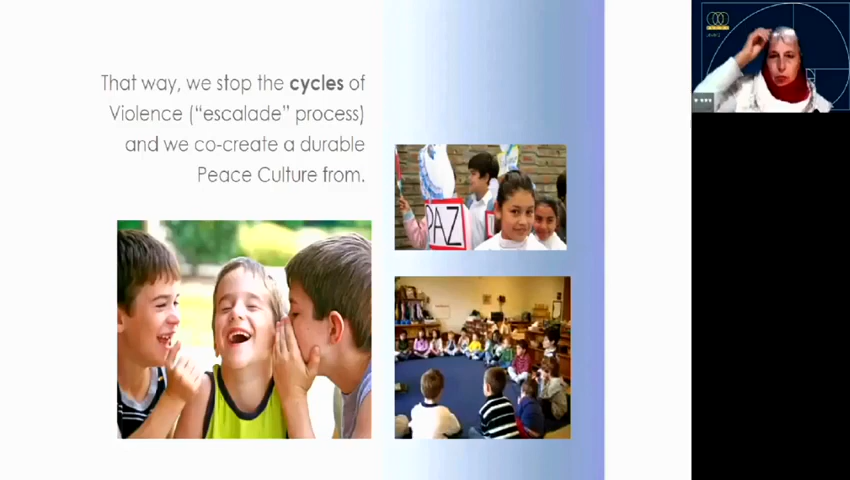 That way, we stop the cycles of
Violence ("escalade" process)
and we co-create a durable
Peace Culture from.
PAZ